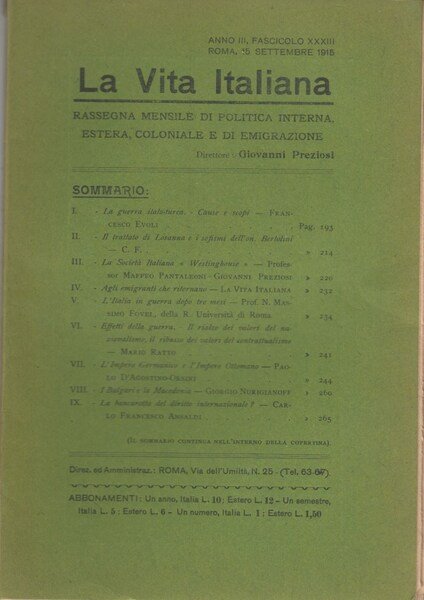 ANNO III, FASCICOLO XXXIII
ROMA, 15 SETTEMBRE 1915
La Vita Italiana
RASSEGNA MENSILE DI POLITICA INTERNA,
ESTERA, COLONIALE E DI EMIGRAZIONE
Direttore: Giovanni Preziosi
SOMMARIO:
I. - La guerra italo-turca. - Cause e scopi — FRAN-
CESCO EVOLI . Pag. 193
II. - Il trattato di Losanna e i sofismi dell'on. Bertolini
— C. F. . » 214
III. - La Società Italiana « Westinghouse » — Profes-
sor MAFFEO PANTALEONI-GIOVANNI PREZIOSI » 220
IV. - Agli emigranti che ritornano — LA VITA ITALIANA » 232
V. - L'Italia in guerra dopo tre mesi — Prof. N. MAS-
SIMO FOVEL, della R. Università di Roma » 234
VI. - Effetti della guerra. - Il rialzo dei valori del na-
zionalismo, il ribasso dei valori del contrattualismo
— MARIO RATTO » 241
VII. - L'Impero Germanico e l'Impero Ottomano — PAO-
LO D'AGOSTINO-ORSINI » 244
VIII. - I Bulgari e la Macedonia — GIORGIO NURIGIANOFF » 260
IX. - La bancarotta del diritto internazionale? — CAR-
LO FRANCESCO ANSALDI » 265
(IL SOMMARIO CONTINUA NELL'INTERNO DELLA COPERTINA).
Direz. ed Amministraz.: ROMA, Via dell'Umiltà, N. 25 - (Tel. 63-67).
ABBONAMENTI: Un anno, Italia L. 10; Estero L. 12 - Un semestre,
Italia L. 5; Estero L. 6 - Un numero, Italia L. 1; Estero L. 1,50